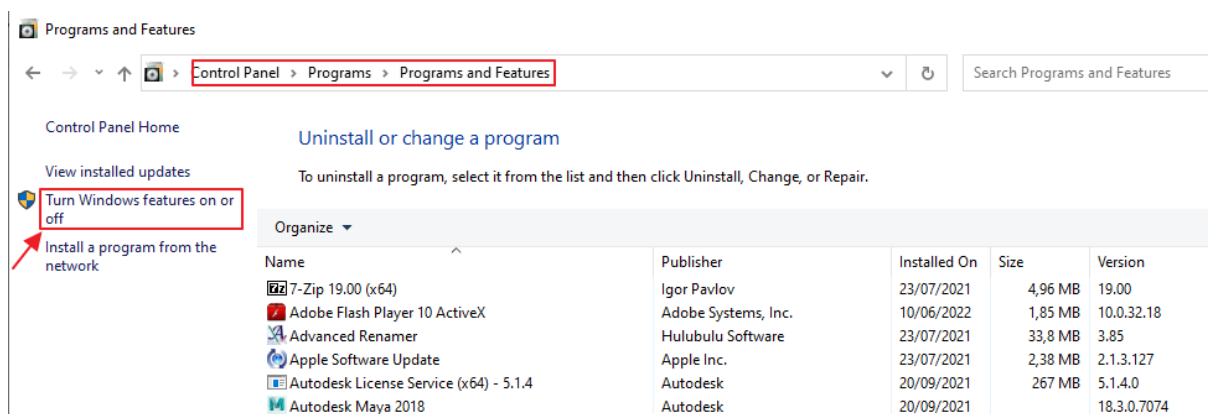 Programs and Features
Control Panel > Programs > Programs and Features
Search Programs and Features
Control Panel Home
View installed updates
Turn Windows features on or
off
Install a program from the
network
Uninstall or change a program
To uninstall a program, select it from the list and then click Uninstall, Change, or Repair.
Organize
Name Publisher Installed On Size Version
7-Zip 19.00 (x64) Igor Pavlov 23/07/2021 4,96 MB 19.00
Adobe Flash Player 10 ActiveX Adobe Systems, Inc. 10/06/2022 1,85 MB 10.0.32.18
Advanced Renamer Hulubulu Software 23/07/2021 33,8 MB 3.85
Apple Software Update Apple Inc. 23/07/2021 2,38 MB 2.1.3.127
Autodesk License Service (x64) - 5.1.4 Autodesk 20/09/2021 267 MB 5.1.4.0
Autodesk Maya 2018 Autodesk 20/09/2021 18.3.0.7074